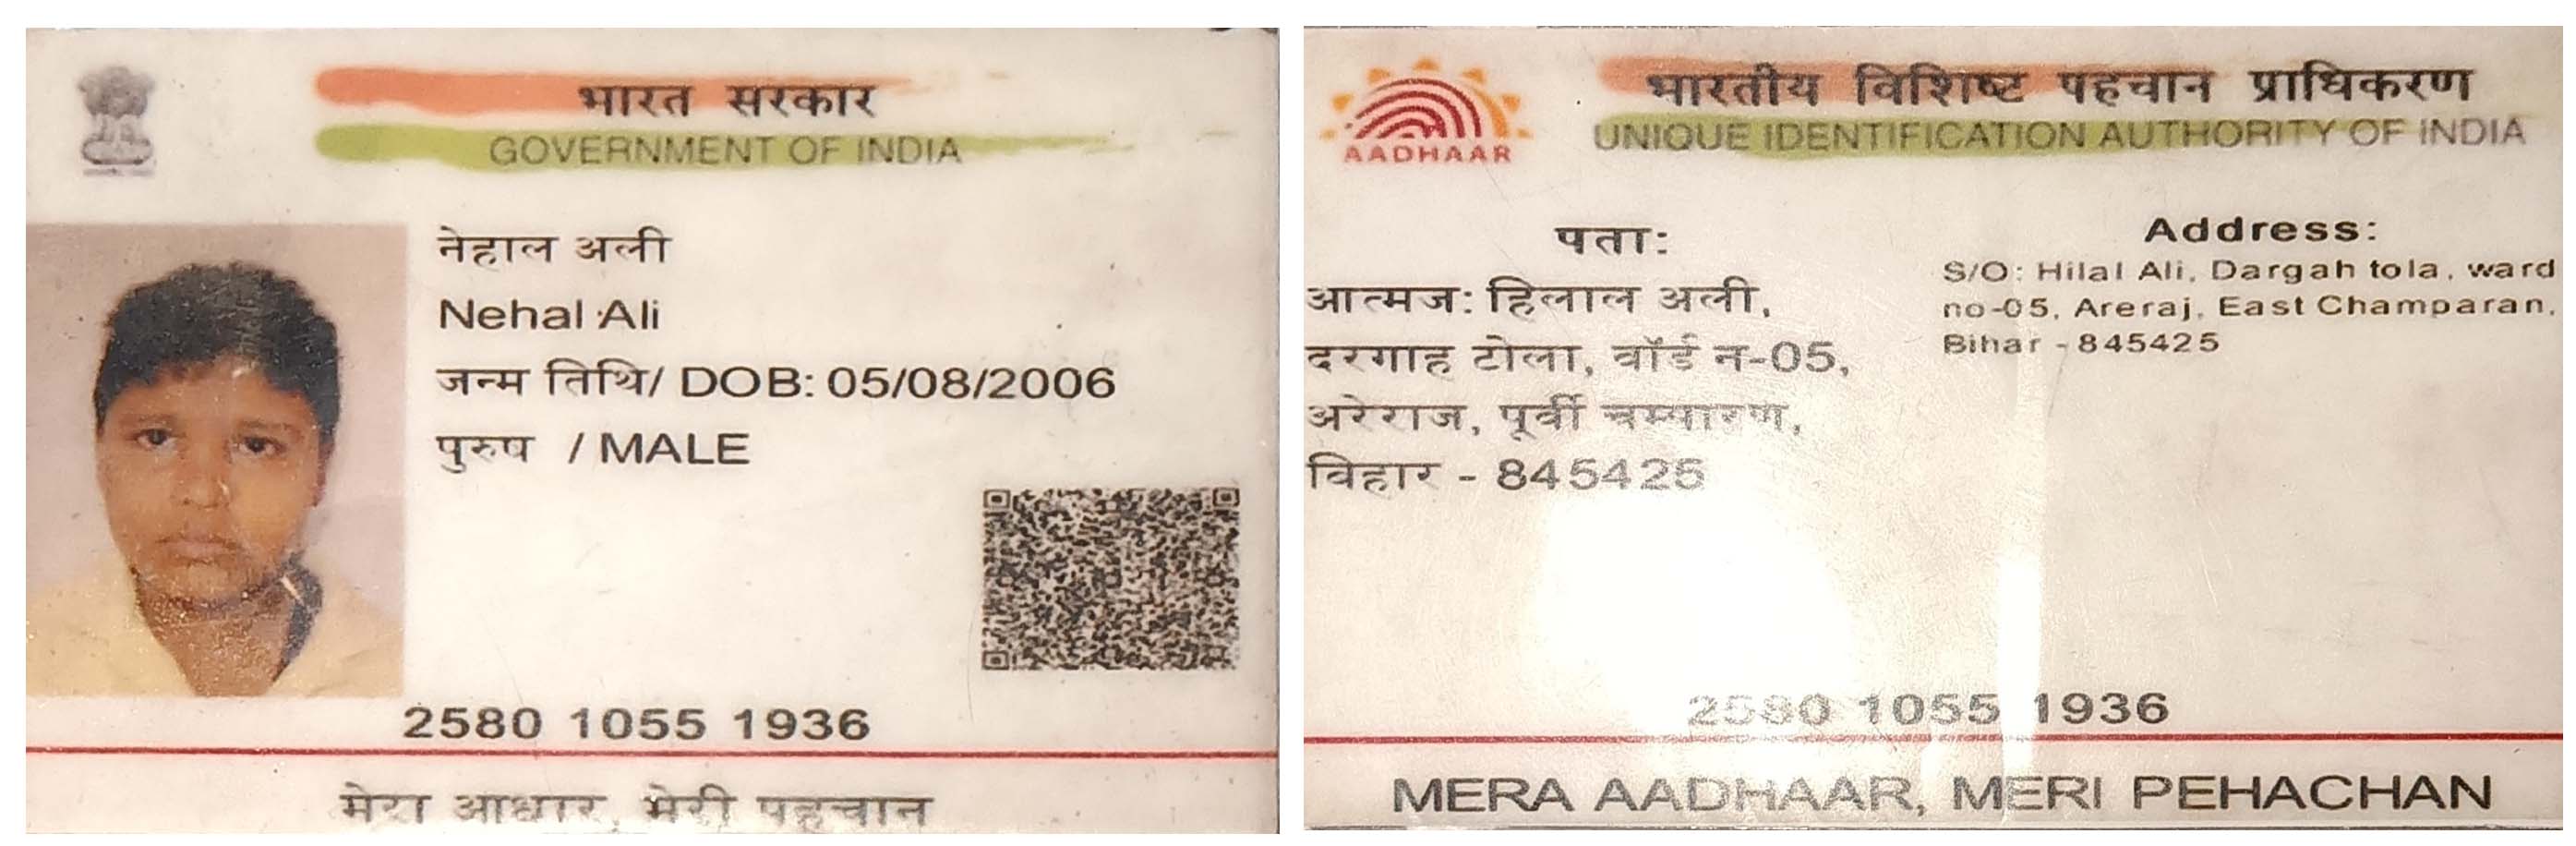 भारत सरकार
GOVERNMENT OF INDIA
नेहाल अली
Nehal Ali
जन्म तिथि/ DOB: 05/08/2006
पुरुष / MALE
2580 1055 1936
मेरा आधार, मेरी पहचान
भारतीय विशिष्ट पहचान प्राधिकरण
UNIQUE IDENTIFICATION AUTHORITY OF INDIA
AADHAAR
पता:
आत्मज: हिलाल अली,
दरगाह टोला, वॉर्ड न-05,
अरेराज, पूर्वी चम्पारण,
बिहार - 845425
Address:
S/O: Hilal Ali, Dargah tola, ward
no-05, Areraj, East Champaran,
Bihar - 845425
2580 1055 1936
MERA AADHAAR, MERI PEHACHAN